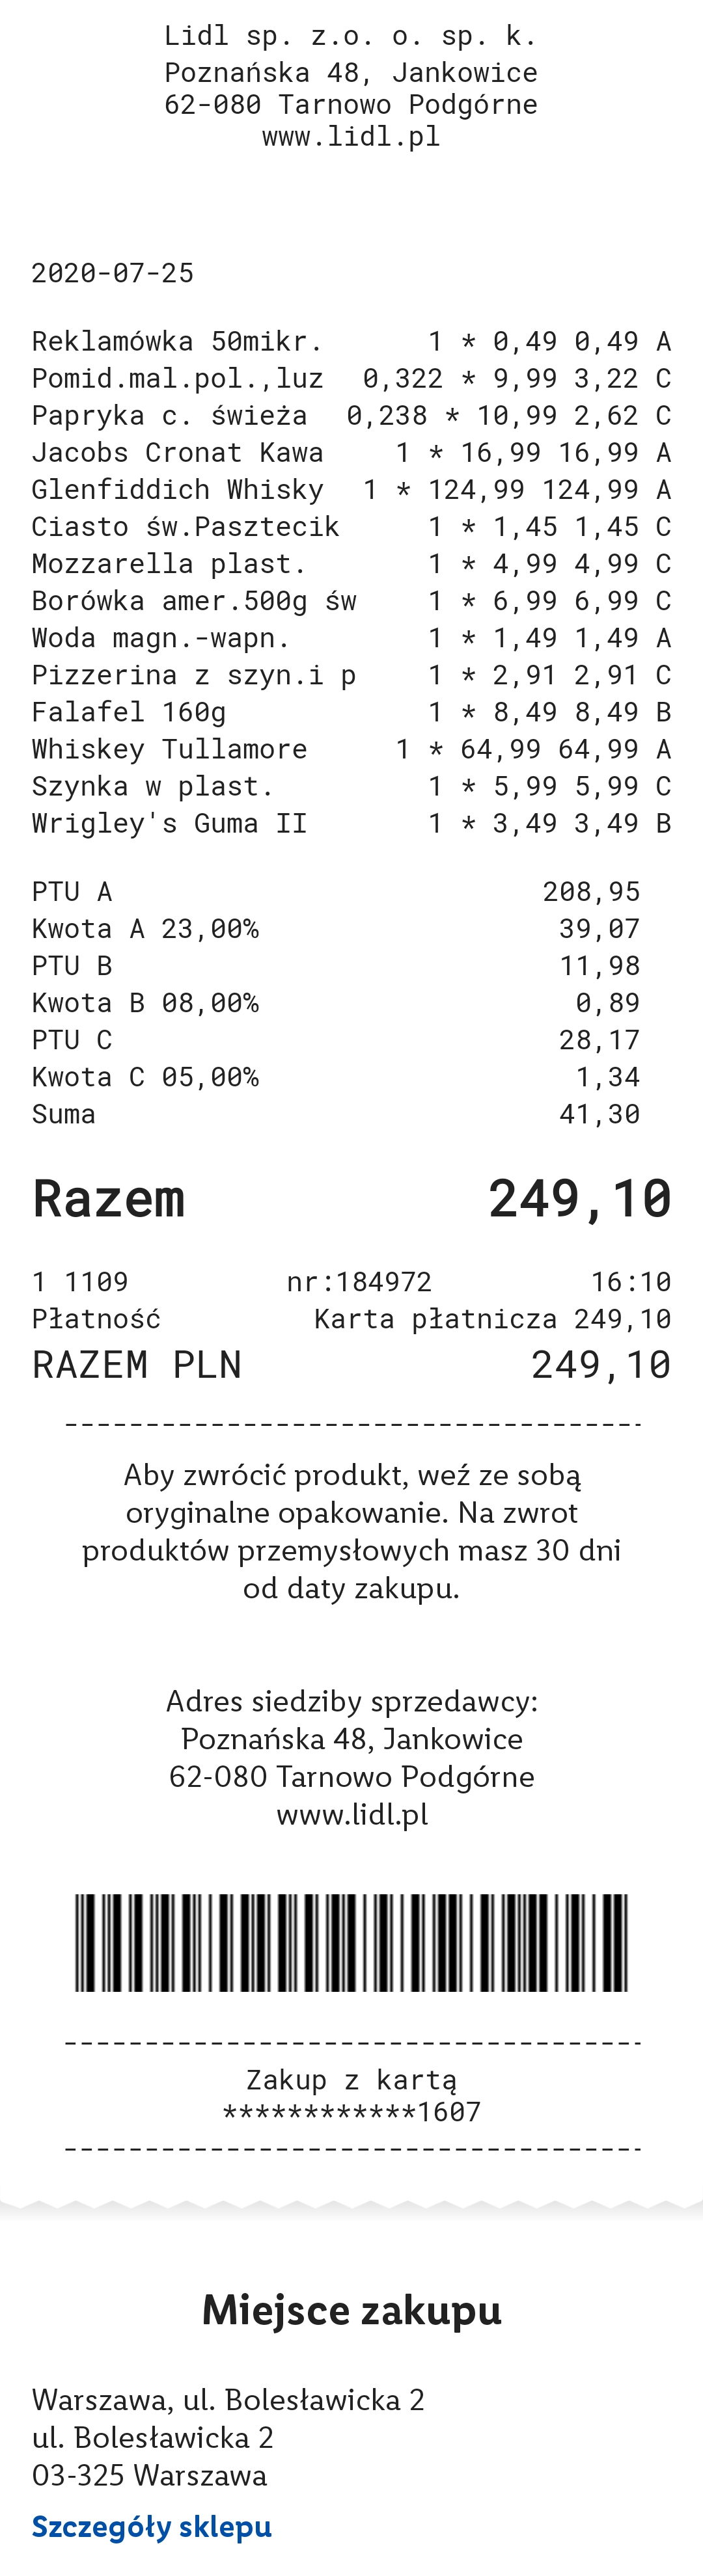 Lidl sp. z.o. o. sp. k.
Poznańska 48, Jankowice
62-080 Tarnowo Podgórne
www.lidl.pl
2020-07-25
Reklamówka 50mikr. 1 * 0,49 0,49 A
Pomid.mal.pol.,luz 0,322 * 9,99 3,22 C
Papryka c. świeża 0,238 * 10,99 2,62 C
Jacobs Cronat Kawa 1 * 16,99 16,99 A
Glenfiddich Whisky 1 * 124,99 124,99 A
Ciasto św.Pasztecik 1 * 1,45 1,45 C
Mozzarella plast. 1 * 4,99 4,99 C
Borówka amer.500g św 1 * 6,99 6,99 C
Woda magn.-wapn. 1 * 1,49 1,49 A
Pizzerina z szyn.i p 1 * 2,91 2,91 C
Falafel 160g 1 * 8,49 8,49 B
Whiskey Tullamore 1 * 64,99 64,99 A
Szynka w plast. 1 * 5,99 5,99 C
Wrigley's Guma II 1 * 3,49 3,49 B
PTU A 208,95
Kwota A 23,00% 39,07
PTU B 11,98
Kwota B 08,00% 0,89
PTU C 28,17
Kwota C 05,00% 1,34
Suma 41,30
Razem 249,10
1 1109 nr:184972 16:10
Płatność Karta płatnicza 249,10
RAZEM PLN 249,10
Aby zwrócić produkt, weź ze sobą
oryginalne opakowanie. Na zwrot
produktów przemysłowych masz 30 dni
od daty zakupu.
Adres siedziby sprzedawcy:
Poznańska 48, Jankowice
62-080 Tarnowo Podgórne
www.lidl.pl
Zakup z kartą
************1607
Miejsce zakupu
Warszawa, ul. Bolesławicka 2
ul. Bolesławicka 2
03-325 Warszawa
Szczegóły sklepu